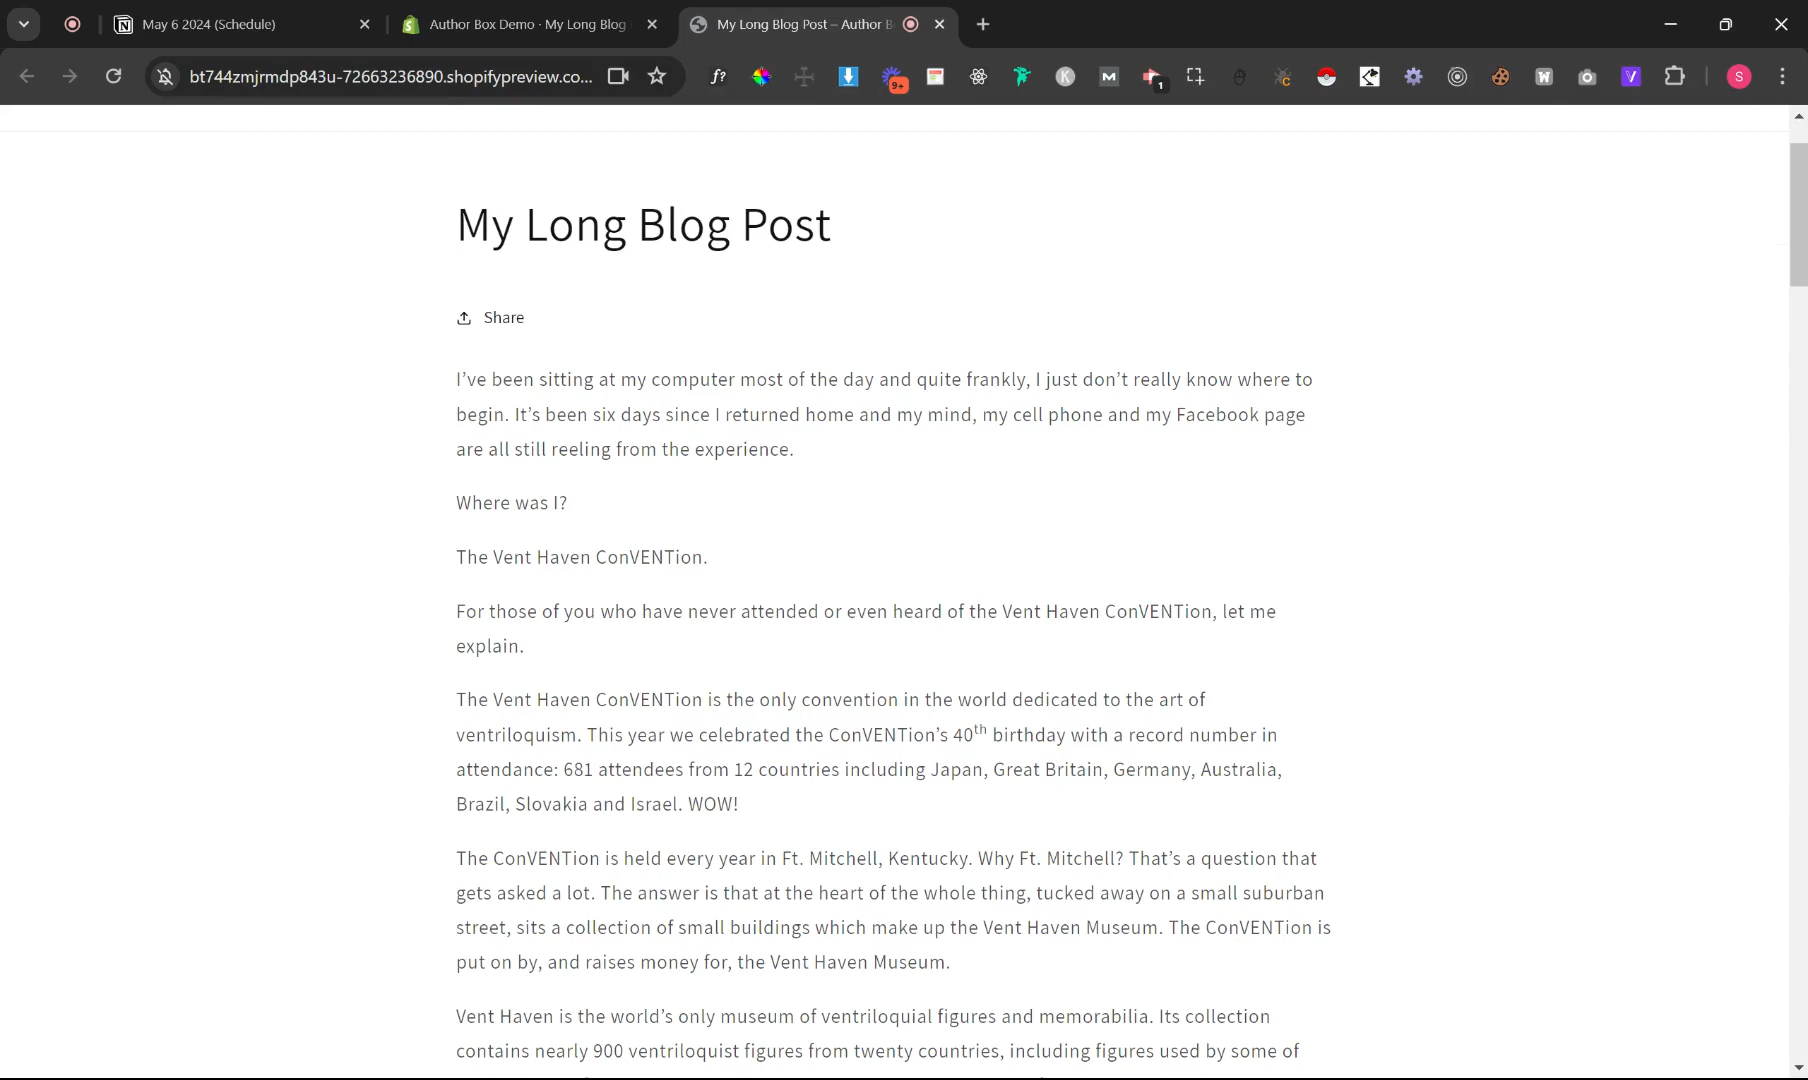 May 6 2024 (Schedule)
Author Box Demo · My Long Blog
My Long Blog Post – Author B
bt744zmjrmdp843u-72663236890.shopifypreview.co...
f?
9+
K
M
1
C
W
V
S
My Long Blog Post
Share
I’ve been sitting at my computer most of the day and quite frankly, I just don’t really know where to
begin. It’s been six days since I returned home and my mind, my cell phone and my Facebook page
are all still reeling from the experience.
Where was I?
The Vent Haven ConVENTion.
For those of you who have never attended or even heard of the Vent Haven ConVENTion, let me
explain.
The Vent Haven ConVENTion is the only convention in the world dedicated to the art of
ventriloquism. This year we celebrated the ConVENTion’s 40th birthday with a record number in
attendance: 681 attendees from 12 countries including Japan, Great Britain, Germany, Australia,
Brazil, Slovakia and Israel. WOW!
The ConVENTion is held every year in Ft. Mitchell, Kentucky. Why Ft. Mitchell? That’s a question that
gets asked a lot. The answer is that at the heart of the whole thing, tucked away on a small suburban
street, sits a collection of small buildings which make up the Vent Haven Museum. The ConVENTion is
put on by, and raises money for, the Vent Haven Museum.
Vent Haven is the world’s only museum of ventriloquial figures and memorabilia. Its collection
contains nearly 900 ventriloquist figures from twenty countries, including figures used by some of